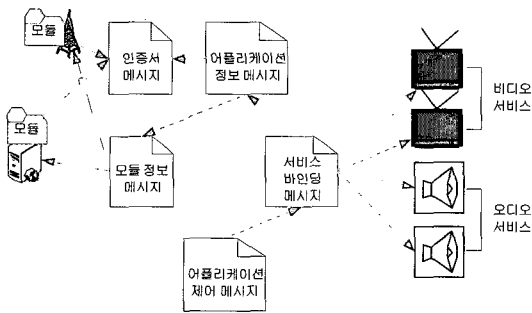 모듈
인증서
메시지
어플리케이션
정보 메시지
비디오
서비스
모듈
모듈 정보
메시지
서비스
바인딩
메시지
오디오
서비스
어플리케이션
제어 메시지